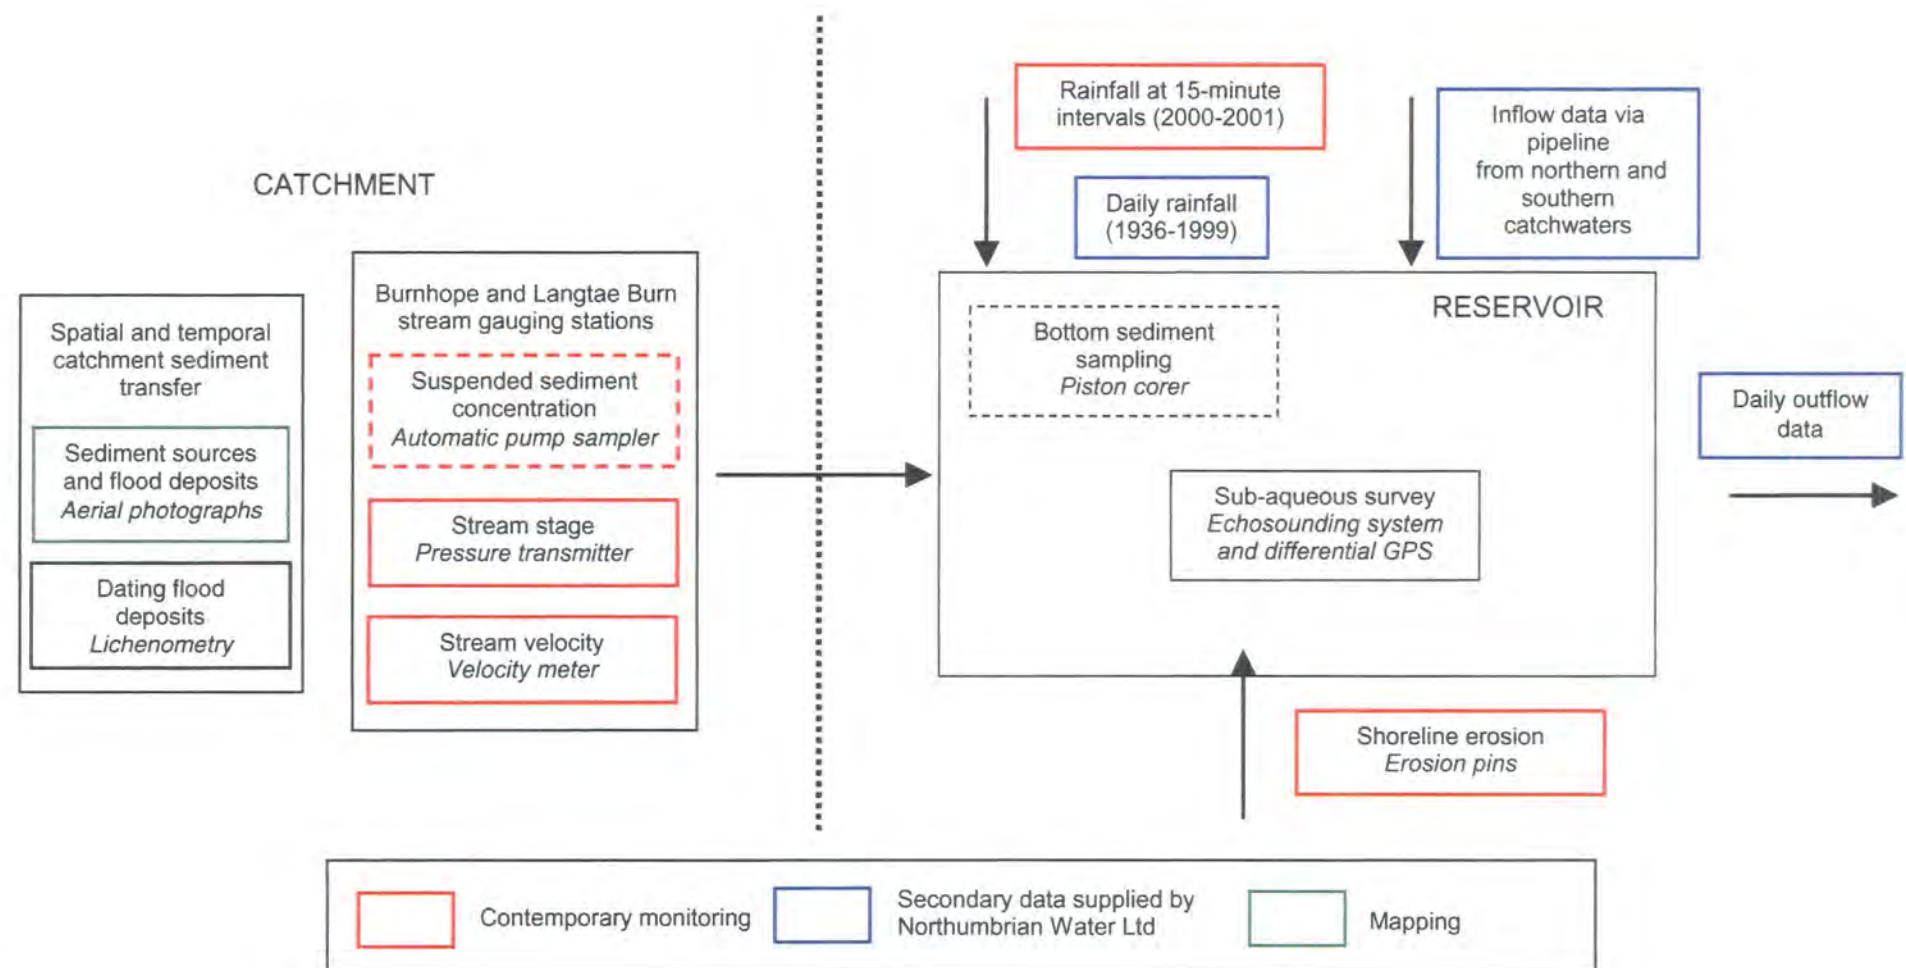 CATCHMENT
Spatial and temporal
catchment sediment
transfer
Sediment sources
and flood deposits
Aerial photographs
Dating flood
deposits
Lichenometry
Burnhope and Langtae Burn
stream gauging stations
Suspended sediment
concentration
Automatic pump sampler
Stream stage
Pressure transmitter
Stream velocity
Velocity meter
Rainfall at 15-minute
intervals (2000-2001)
Daily rainfall
(1936-1999)
Inflow data via
pipeline
from northern and
southern
catchwaters
RESERVOIR
Bottom sediment
sampling
Piston corer
Sub-aqueous survey
Echosounding system
and differential GPS
Daily outflow
data
Shoreline erosion
Erosion pins
Contemporary monitoring
Secondary data supplied by
Northumbrian Water Ltd
Mapping